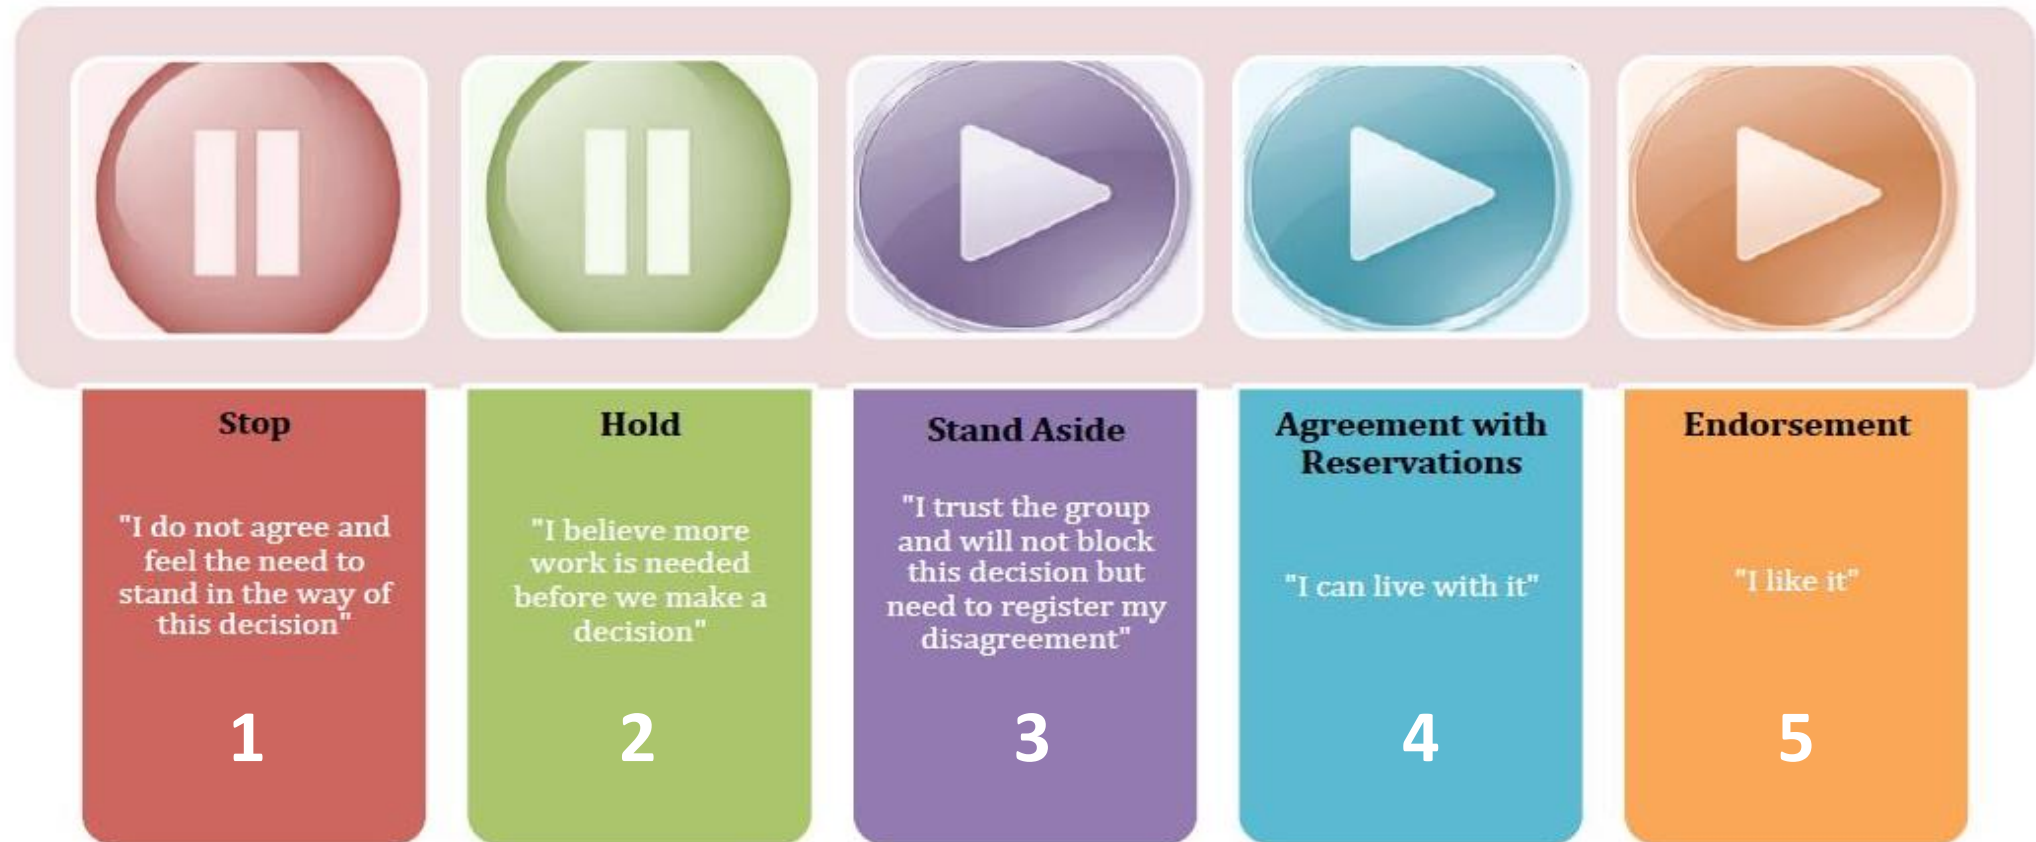 Stop
"I do not agree and
feel the need to
stand in the way of
this decision"
1
Hold
"I believe more
work is needed
before we make a
decision"
2
Stand Aside
"I trust the group
and will not block
this decision but
need to register my
disagreement"
3
Agreement with
Reservations
"I can live with it"
4
Endorsement
"I like it"
5